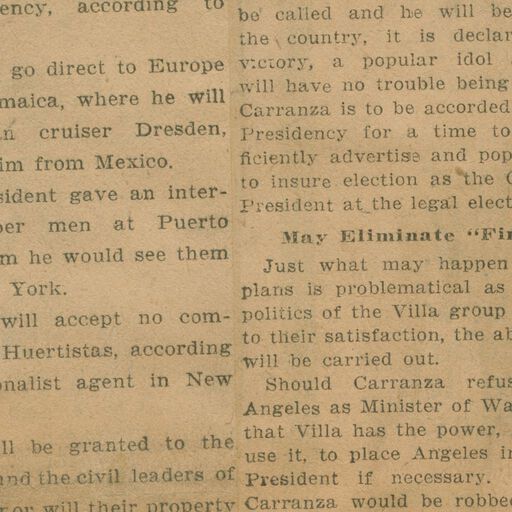 ency, according to
go direct to Europe
maica, where he will
n cruiser Dresden,
im from Mexico.
sident gave an inter-
per men at Puerto
m he would see them
York.
will accept no com-
Huertistas, according
onalist agent in New
ll be granted to the
and the civil leaders of
or will their property
be called and he will be
the country, it is declar
victory, a popular idol
will have no trouble being
Carranza is to be accorded
Presidency for a time to
ficiently advertise and pop
to insure election as the C
President at the legal elect
May Eliminate "Fir
Just what may happen
plans is problematical as
politics of the Villa group
to their satisfaction, the ab
will be carried out.
Should Carranza refus
Angeles as Minister of Wa
that Villa has the power,
use it, to place Angeles in
President if necessary.
Carranza would be robbed